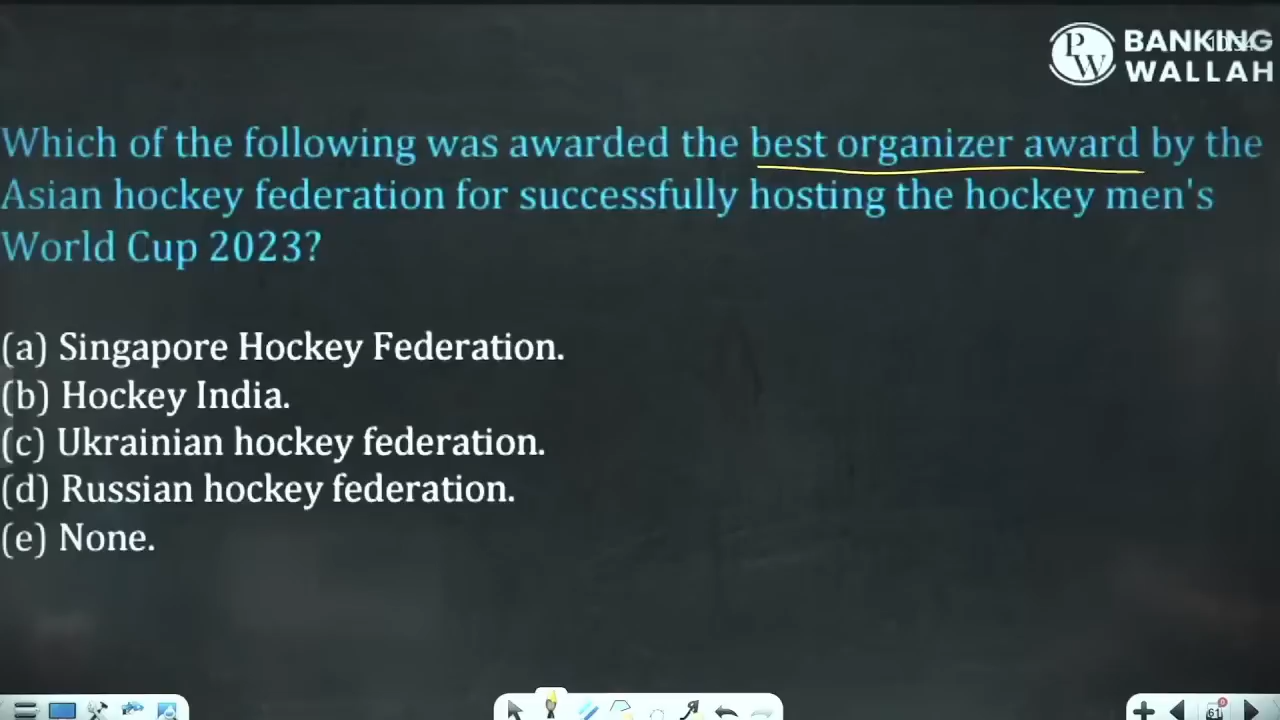 BANKING
WALLAH
PW
Which of the following was awarded the best organizer award by the
Asian hockey federation for successfully hosting the hockey men's
World Cup 2023?
(a) Singapore Hockey Federation.
(b) Hockey India.
(c) Ukrainian hockey federation.
(d) Russian hockey federation.
(e) None.
61